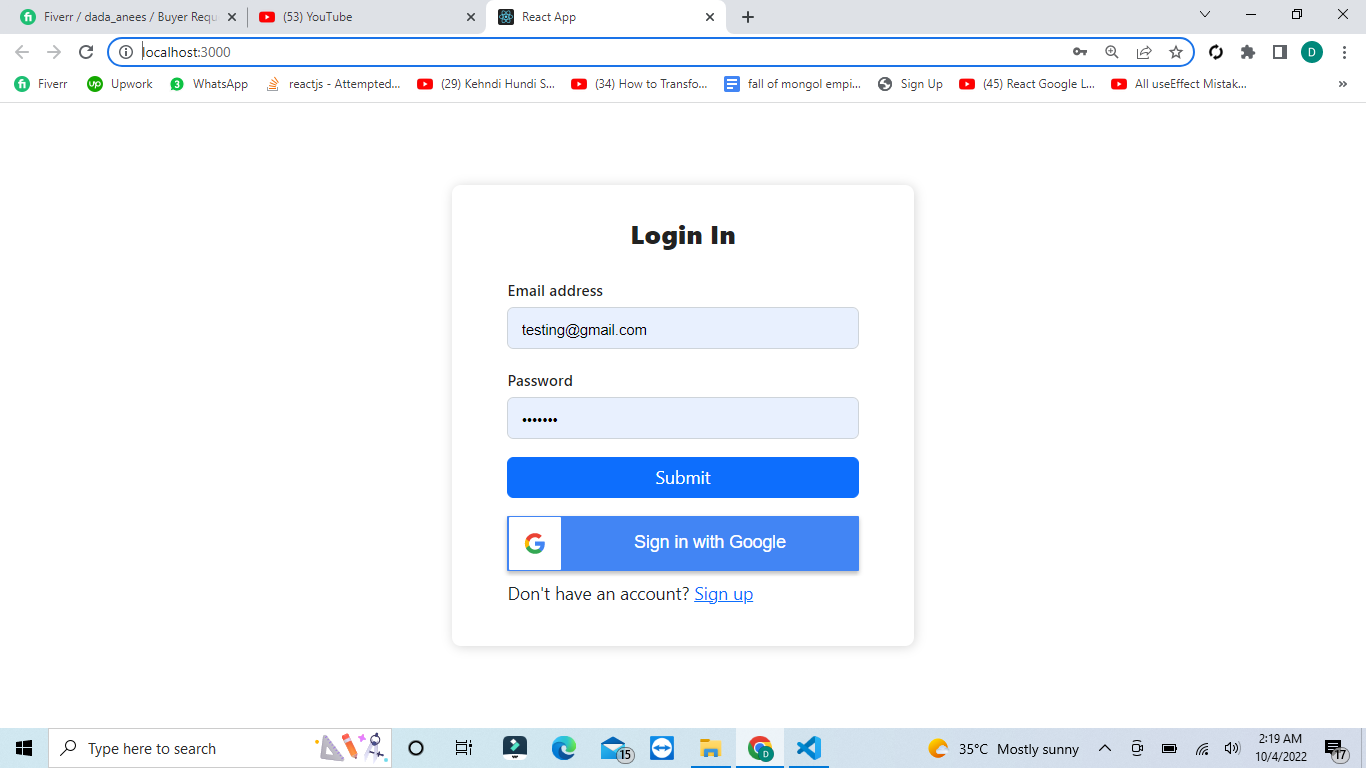 Fiverr / dada_anees / Buyer Requ
(53) YouTube
React App
localhost:3000
D
fi Fiverr
up Upwork
3 WhatsApp
reactjs - Attempted...
(29) Kehndi Hundi S...
(34) How to Transfo...
fall of mongol empi...
Sign Up
(45) React Google L...
All useEffect Mistak...
Login In
Email address
testing@gmail.com
Password
Submit
G Sign in with Google
Don't have an account? Sign up
Type here to search
15
D
35°C Mostly sunny
2:19 AM
10/4/2022
17